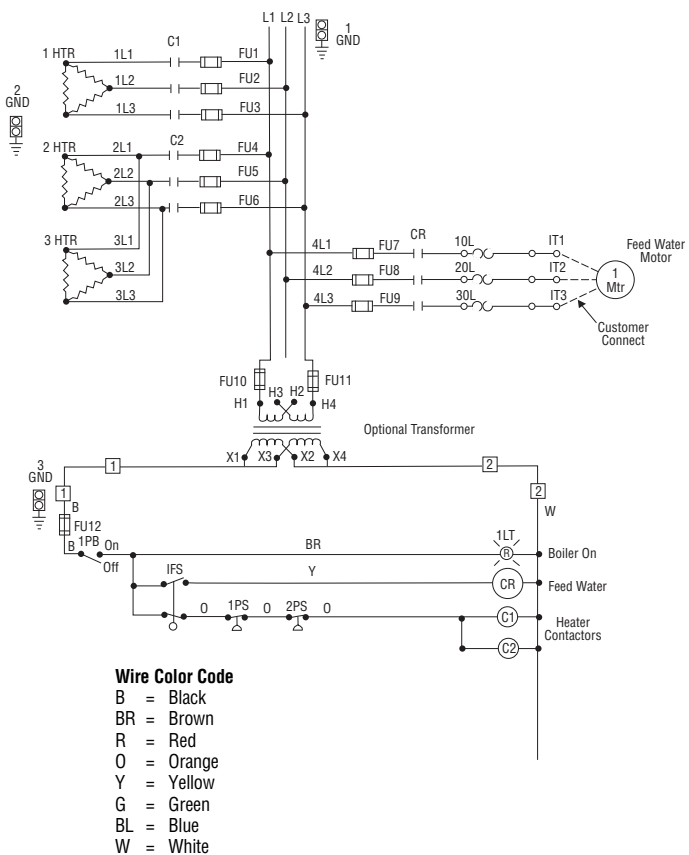 L1 L2 L3
1
GND
C1
1 HTR 1L1 FU1
1L2 FU2
2
GND
1L3 FU3
C2
2 HTR 2L1 FU4
2L2 FU5
2L3 FU6
3 HTR 3L1
3L2
3L3
4L1 FU7 CR 10L IT1
4L2 FU8 20L IT2
4L3 FU9 30L IT3
Feed Water
Motor
1
Mtr
Customer
Connect
FU10 FU11
H1 H3 H2 H4
Optional Transformer
X1 X3 X2 X4
1 2
3
GND
1 2
B W
FU12
B 1PB On
Off
BR
1LT
R
Boiler On
IFS Y CR Feed Water
O 1PS O 2PS O C1
Heater
Contactors
C2
Wire Color Code
B = Black
BR = Brown
R = Red
O = Orange
Y = Yellow
G = Green
BL = Blue
W = White